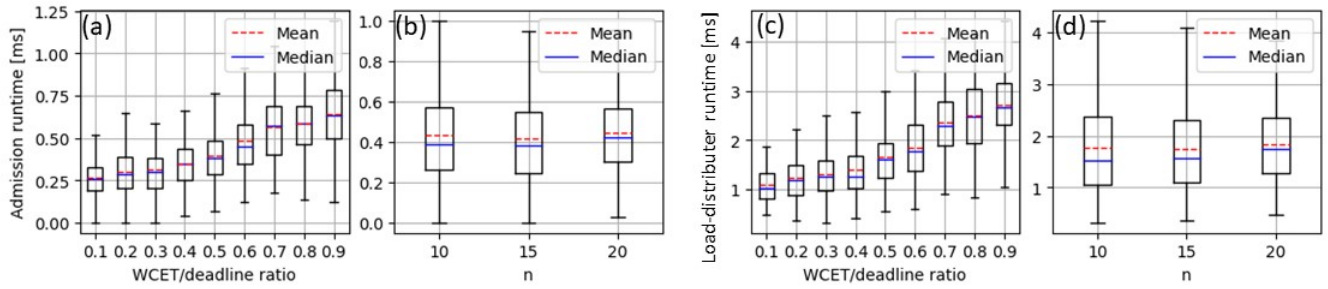 (a)
Mean
Median
Admission runtime [ms]
1.25
1.00
0.75
0.50
0.25
0.00
0.1 0.2 0.3 0.4 0.5 0.6 0.7 0.8 0.9
WCET/deadline ratio
(b)
Mean
Median
1.0
0.8
0.6
0.4
0.2
0.0
10 15 20
n
(c)
Mean
Median
Load-distributer runtime [ms]
4
3
2
1
0.1 0.2 0.3 0.4 0.5 0.6 0.7 0.8 0.9
WCET/deadline ratio
(d)
Mean
Median
4
3
2
1
10 15 20
n